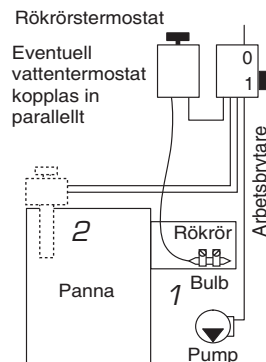 Rökrörstermostat
Eventuell
vattentermostat
kopplas in
parallellt
0
1
Arbetsbrytare
2
Rökrör
Panna
1
Bulb
Pump